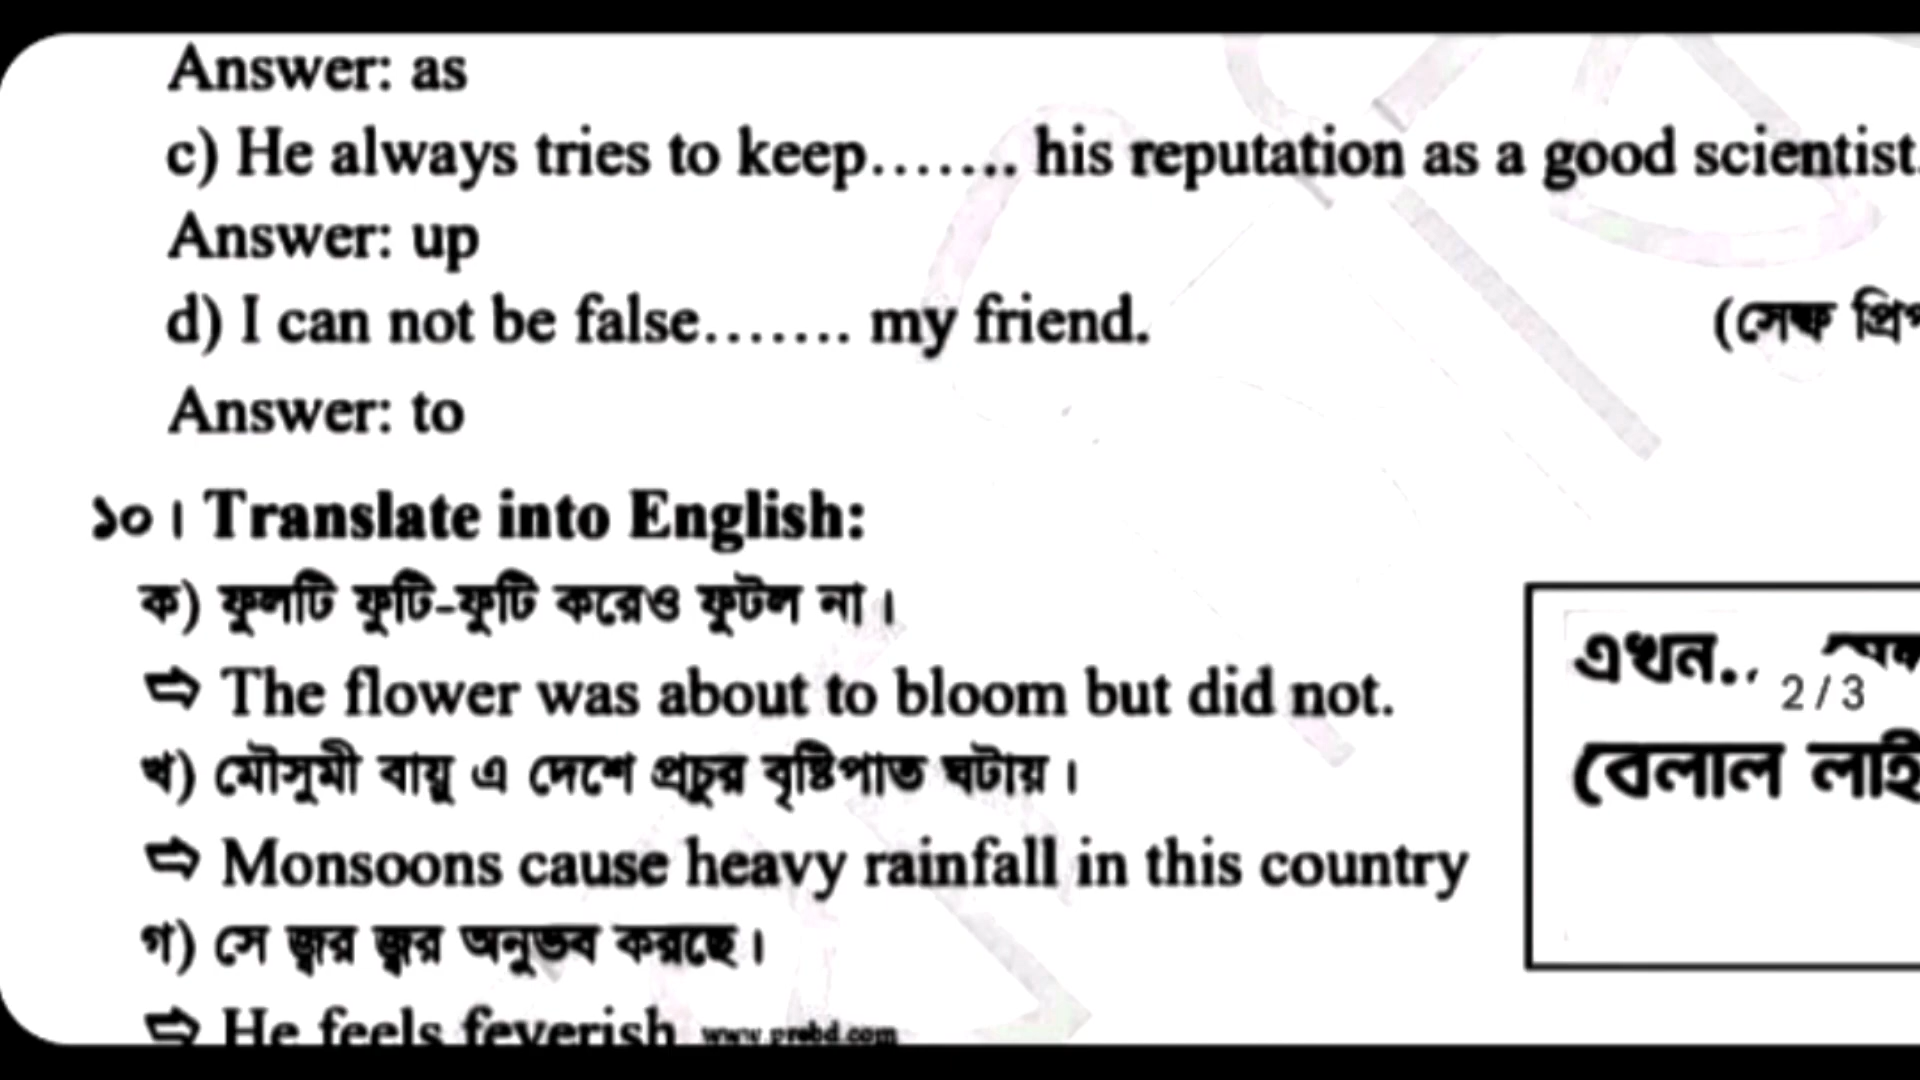 Answer: as
c) He always tries to keep....... his reputation as a good scientist.
Answer: up
d) I can not be false....... my friend. (সেল্ফ
Answer: to
১০। Translate into English:
ক) ফুলটি ফুটি-ফুটি করেও ফুটল না।
⇨ The flower was about to bloom but did not.
খ) মৌসুমী বায়ু এ দেশে প্রচুর বৃষ্টিপাত ঘটায়।
⇨ Monsoons cause heavy rainfall in this country
গ) সে জ্বর জ্বর অনুভব করছে।
⇨ He feels feverish
এখন..
2/3
বেলাল